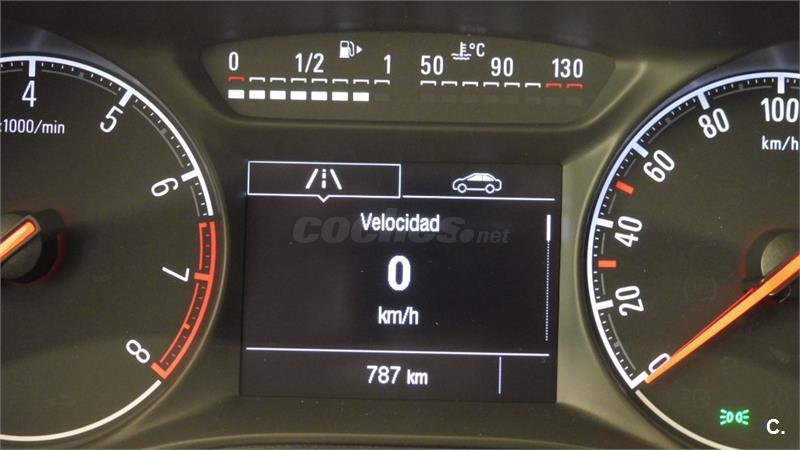 0 1/2 1
50 90 130
°C
4 5 6 7 8
x1000/min
0 20 40 60 80 100
km/h
Velocidad
coches.net
0
km/h
787 km
C.